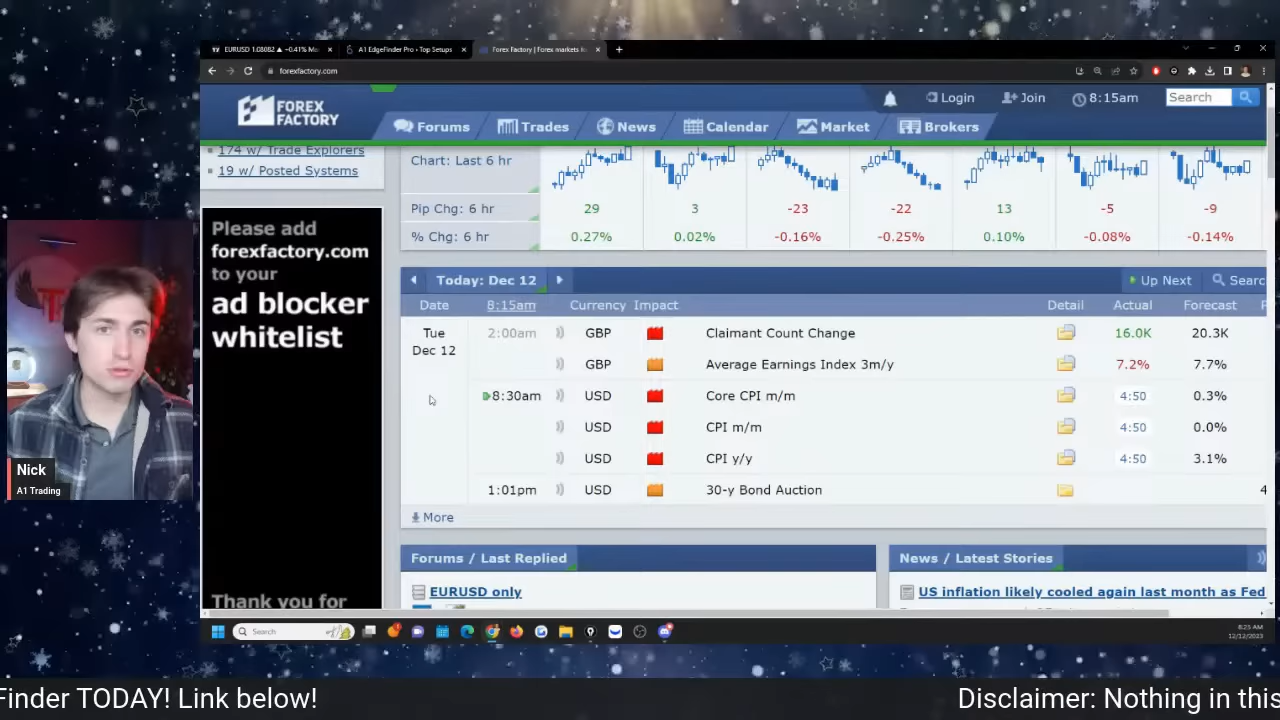 EURUSD 1.08082 ▲ −0.41%
A1 EdgeFinder Pro • Top Setups
Forex Factory | Forex markets
forexfactory.com
FOREX
FACTORY
Login
Join
8:15am
Search
Forums
Trades
News
Calendar
Market
Brokers
174 w/ Trade Explorers
19 w/ Posted Systems
Chart: Last 6 hr
Pip Chg: 6 hr 29 3 -23 -22 13 -5 -9
% Chg: 6 hr 0.27% 0.02% -0.16% -0.25% 0.10% -0.08% -0.14%
Please add
forexfactory.com
to your
ad blocker
whitelist
Thank you for
Today: Dec 12
Up Next
Searc
Date 8:15am Currency Impact Detail Actual Forecast
Tue
Dec 12
2:00am GBP Claimant Count Change 16.0K 20.3K
GBP Average Earnings Index 3m/y 7.2% 7.7%
8:30am USD Core CPI m/m 4:50 0.3%
USD CPI m/m 4:50 0.0%
USD CPI y/y 4:50 3.1%
1:01pm USD 30-y Bond Auction 4
More
Forums / Last Replied
EURUSD only
News / Latest Stories
US inflation likely cooled again last month as Fed
Nick
A1 Trading
Search
12/12/2023
Finder TODAY! Link below!
Disclaimer: Nothing in this